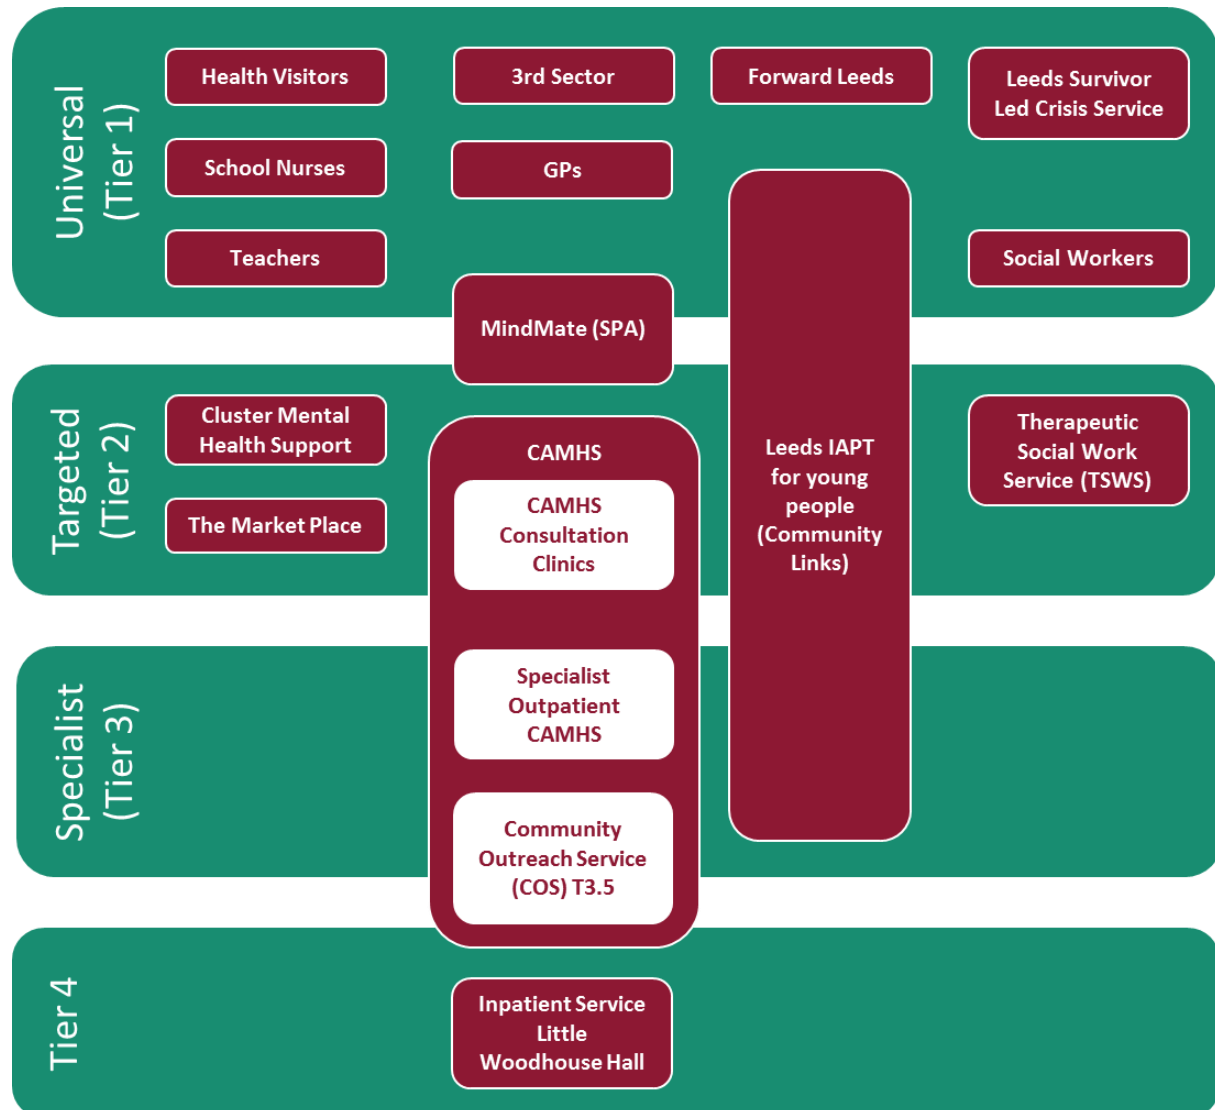 Universal
(Tier 1)
Health Visitors
3rd Sector
Forward Leeds
Leeds Survivor
Led Crisis Service
School Nurses
GPs
Teachers
Social Workers
MindMate (SPA)
Targeted
(Tier 2)
Cluster Mental
Health Support
The Market Place
CAMHS
CAMHS
Consultation
Clinics
Leeds IAPT
for young
people
(Community
Links)
Therapeutic
Social Work
Service (TSWS)
Specialist
(Tier 3)
Specialist
Outpatient
CAMHS
Community
Outreach Service
(COS) T3.5
Tier 4
Inpatient Service
Little
Woodhouse Hall